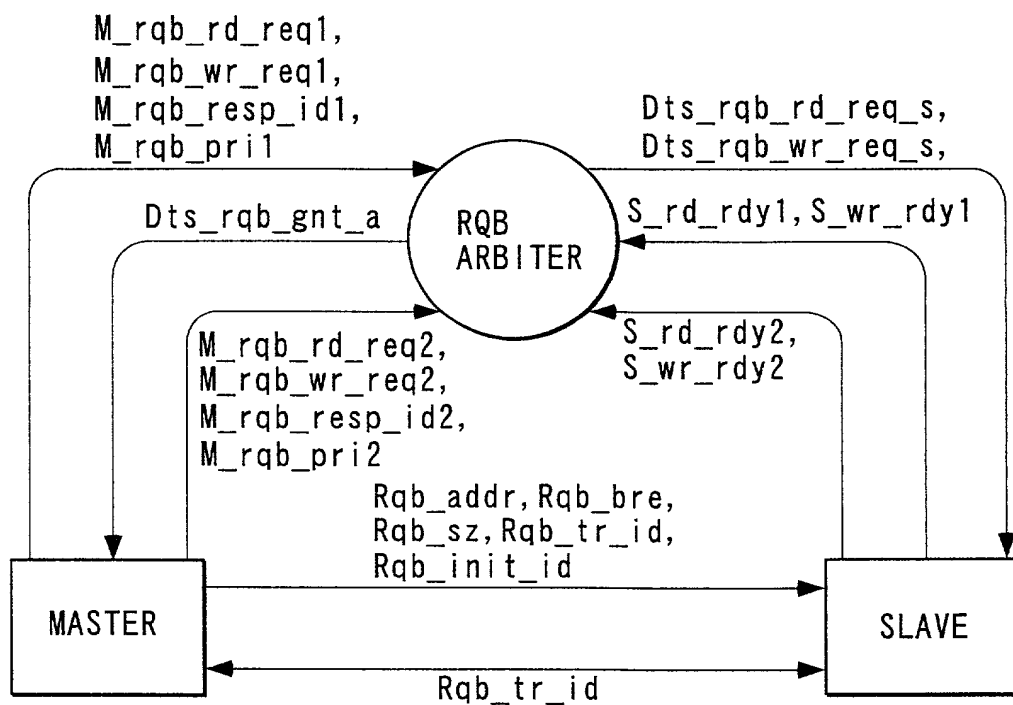 M_rqb_rd_req1,
M_rqb_wr_req1,
M_rqb_resp_id1,
M_rqb_pri1
Dts_rqb_rd_req_s,
Dts_rqb_wr_req_s,
Dts_rqb_gnt_a
RQB
ARBITER
S_rd_rdy1, S_wr_rdy1
M_rqb_rd_req2,
M_rqb_wr_req2,
M_rqb_resp_id2,
M_rqb_pri2
S_rd_rdy2,
S_wr_rdy2
Rqb_addr, Rqb_bre,
Rqb_sz, Rqb_tr_id,
Rqb_init_id
MASTER
SLAVE
Rqb_tr_id